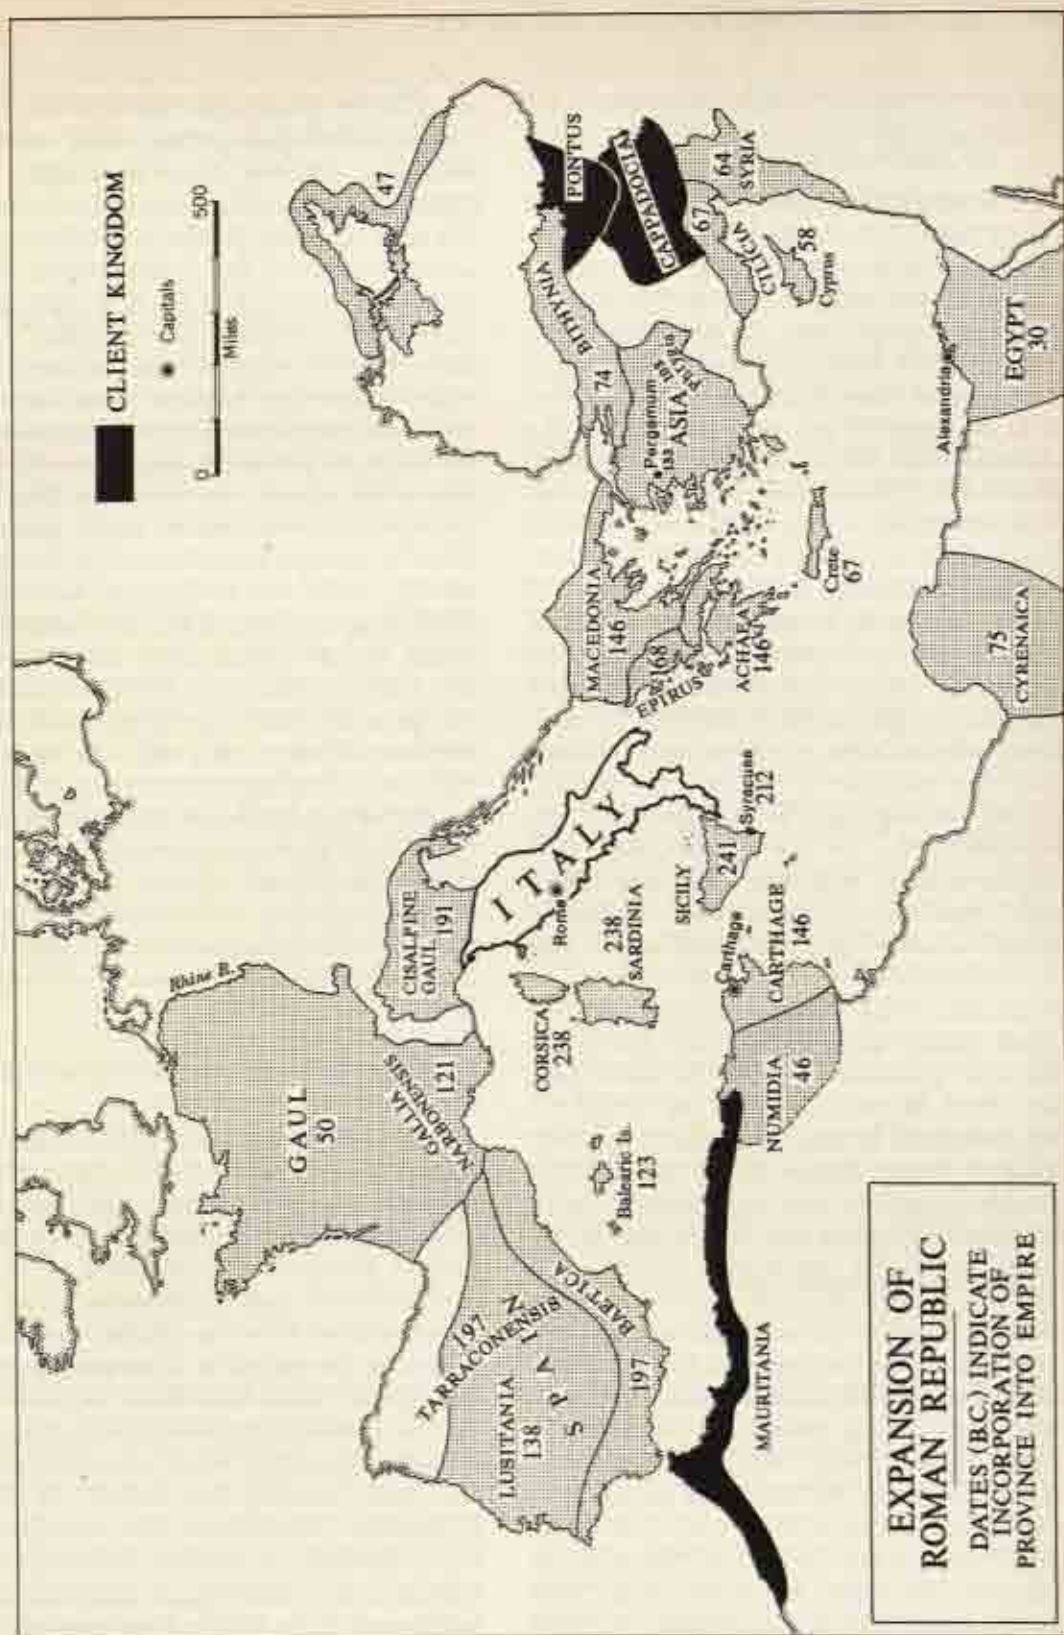 EXPANSION OF
ROMAN REPUBLIC
DATES (B.C.) INDICATE
INCORPORATION OF
PROVINCE INTO EMPIRE
CLIENT KINGDOM
Capitals
0 500
Miles
Rhine R.
GAUL
50
GALLIA
NARBONENSIS
121
CISALPINE
GAUL
191
ITALY
Rome
CORSICA
238
238
SARDINIA
SICILY
241
Syracuse
212
Carthage
CARTHAGE
146
NUMIDIA
46
MAURITANIA
Balearic Is.
123
197
TARRACONENSIS
SPAIN
LUSITANIA
138
BAETICA
197
MACEDONIA
146
168
EPIRUS
ACHAEA
146
Crete
67
47
BITHYNIA
74
PONTUS
CAPPADOCIA
Pergamum
133
ASIA
Phrygia
103
67
CILICIA
58
Cyprus
64
SYRIA
Alexandria
EGYPT
30
75
CYRENAICA